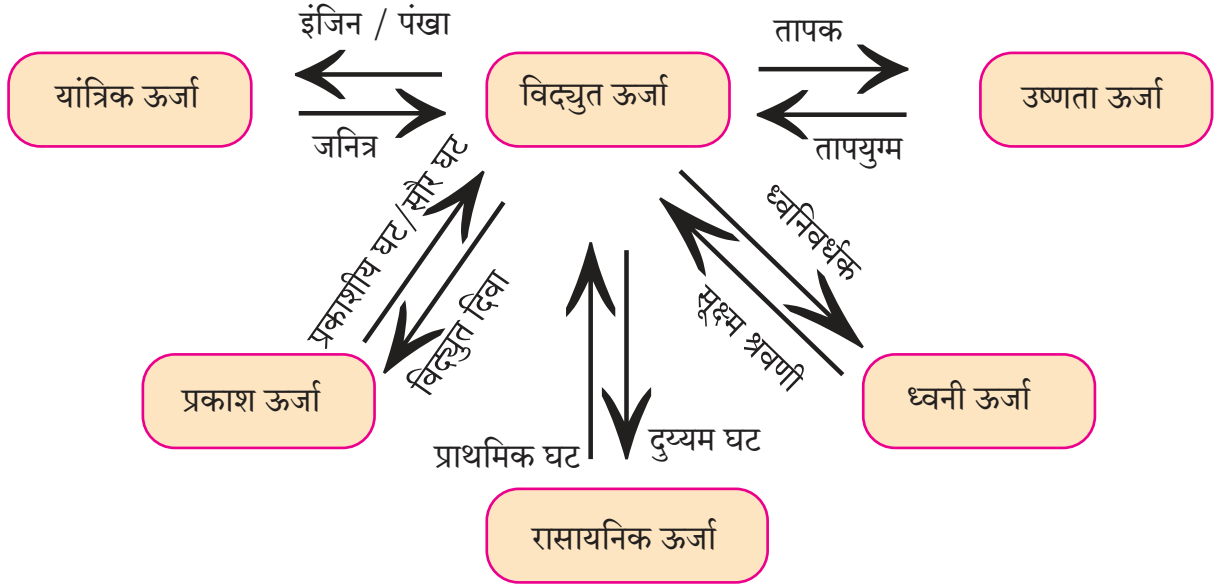 इंजिन / पंखा
तापक
यांत्रिक ऊर्जा
विद्युत ऊर्जा
उष्णता ऊर्जा
जनित्र
तापयुग्म
प्रकाशीय घट/सौर घट
विद्युत दिवा
ध्वनिवर्धक
सूक्ष्म श्रवणी
प्रकाश ऊर्जा
ध्वनी ऊर्जा
प्राथमिक घट
दुय्यम घट
रासायनिक ऊर्जा